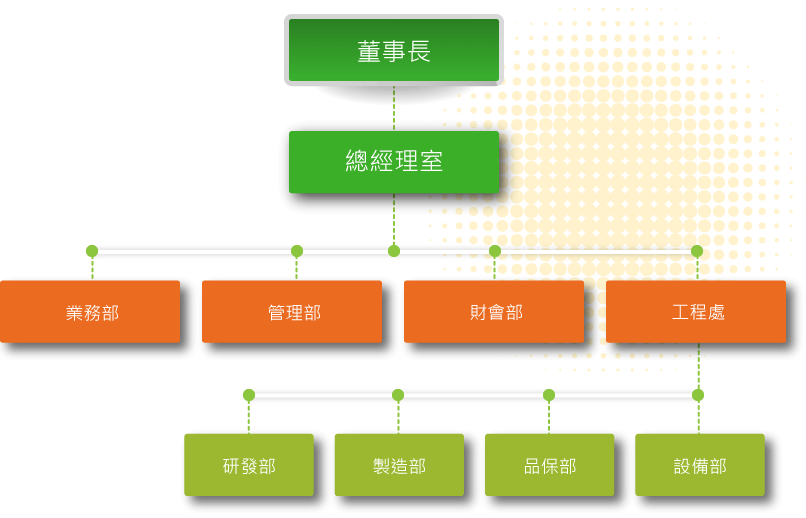 董事長
總經理室
業務部
管理部
財會部
工程處
研發部
製造部
品保部
設備部